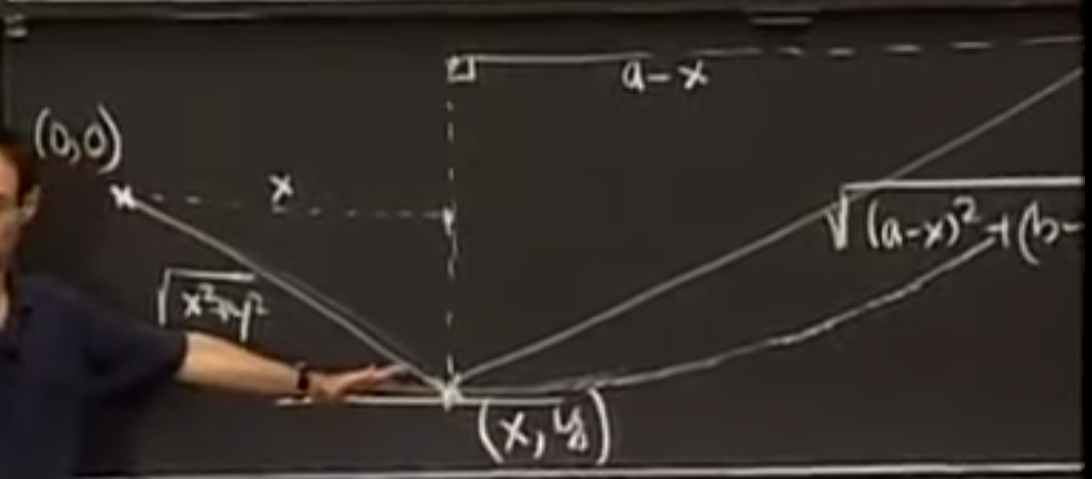 a-x
(0,0)
x
√(a-x)²+(b-
√x²+y²
(x,y)